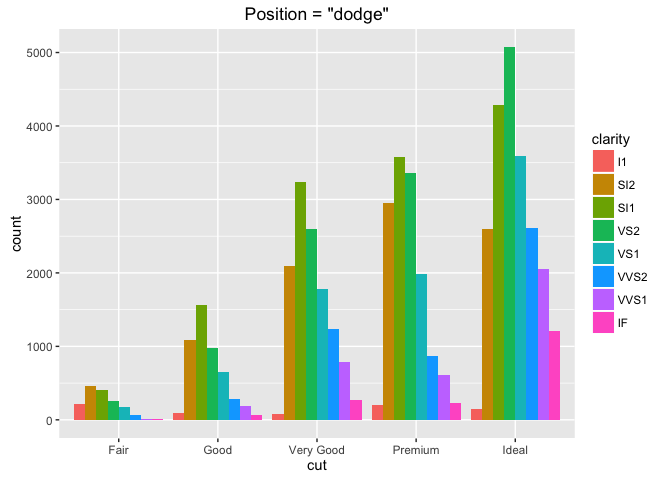 Position = "dodge"
5000
4000
3000
2000
1000
0
count
Fair Good Very Good Premium Ideal
cut
clarity
I1
SI2
SI1
VS2
VS1
VVS2
VVS1
IF